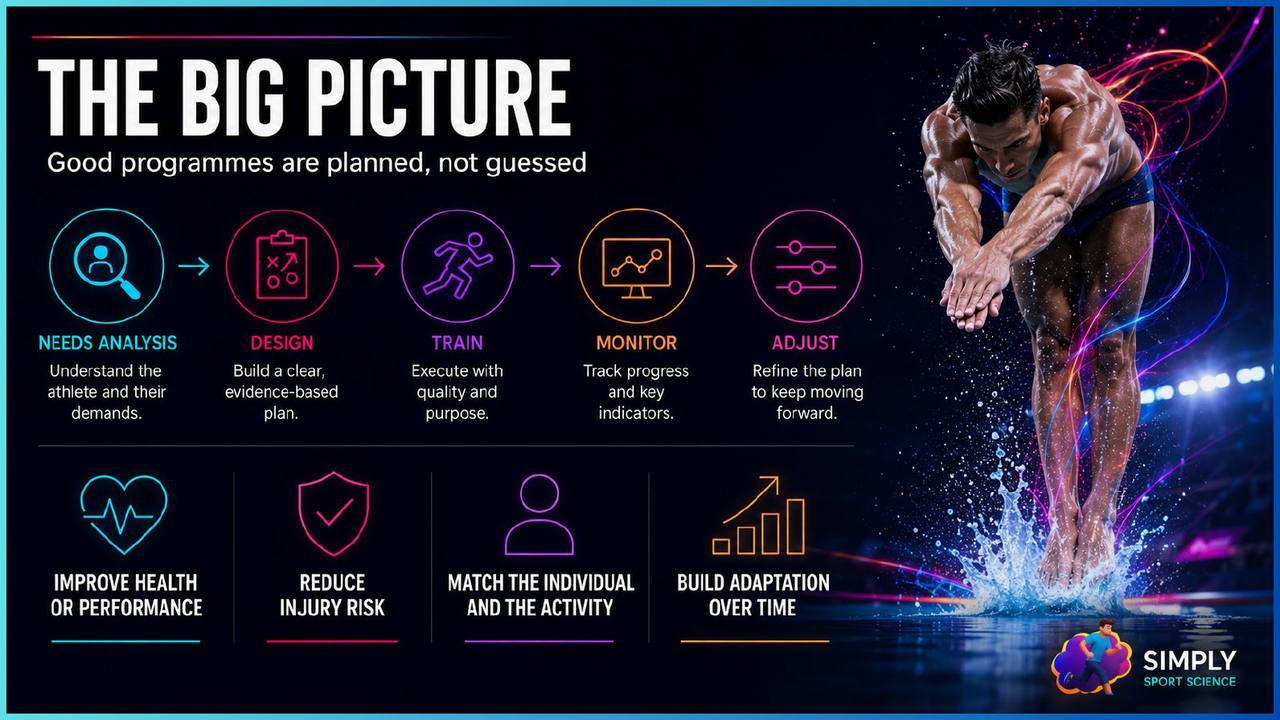 THE BIG PICTURE
Good programmes are planned, not guessed
NEEDS ANALYSIS
Understand the
athlete and their
demands.
DESIGN
Build a clear,
evidence-based
plan.
TRAIN
Execute with
quality and
purpose.
MONITOR
Track progress
and key
indicators.
ADJUST
Refine the plan
to keep moving
forward.
IMPROVE HEALTH
OR PERFORMANCE
REDUCE
INJURY RISK
MATCH THE INDIVIDUAL
AND THE ACTIVITY
BUILD ADAPTATION
OVER TIME
SIMPLY
SPORT SCIENCE